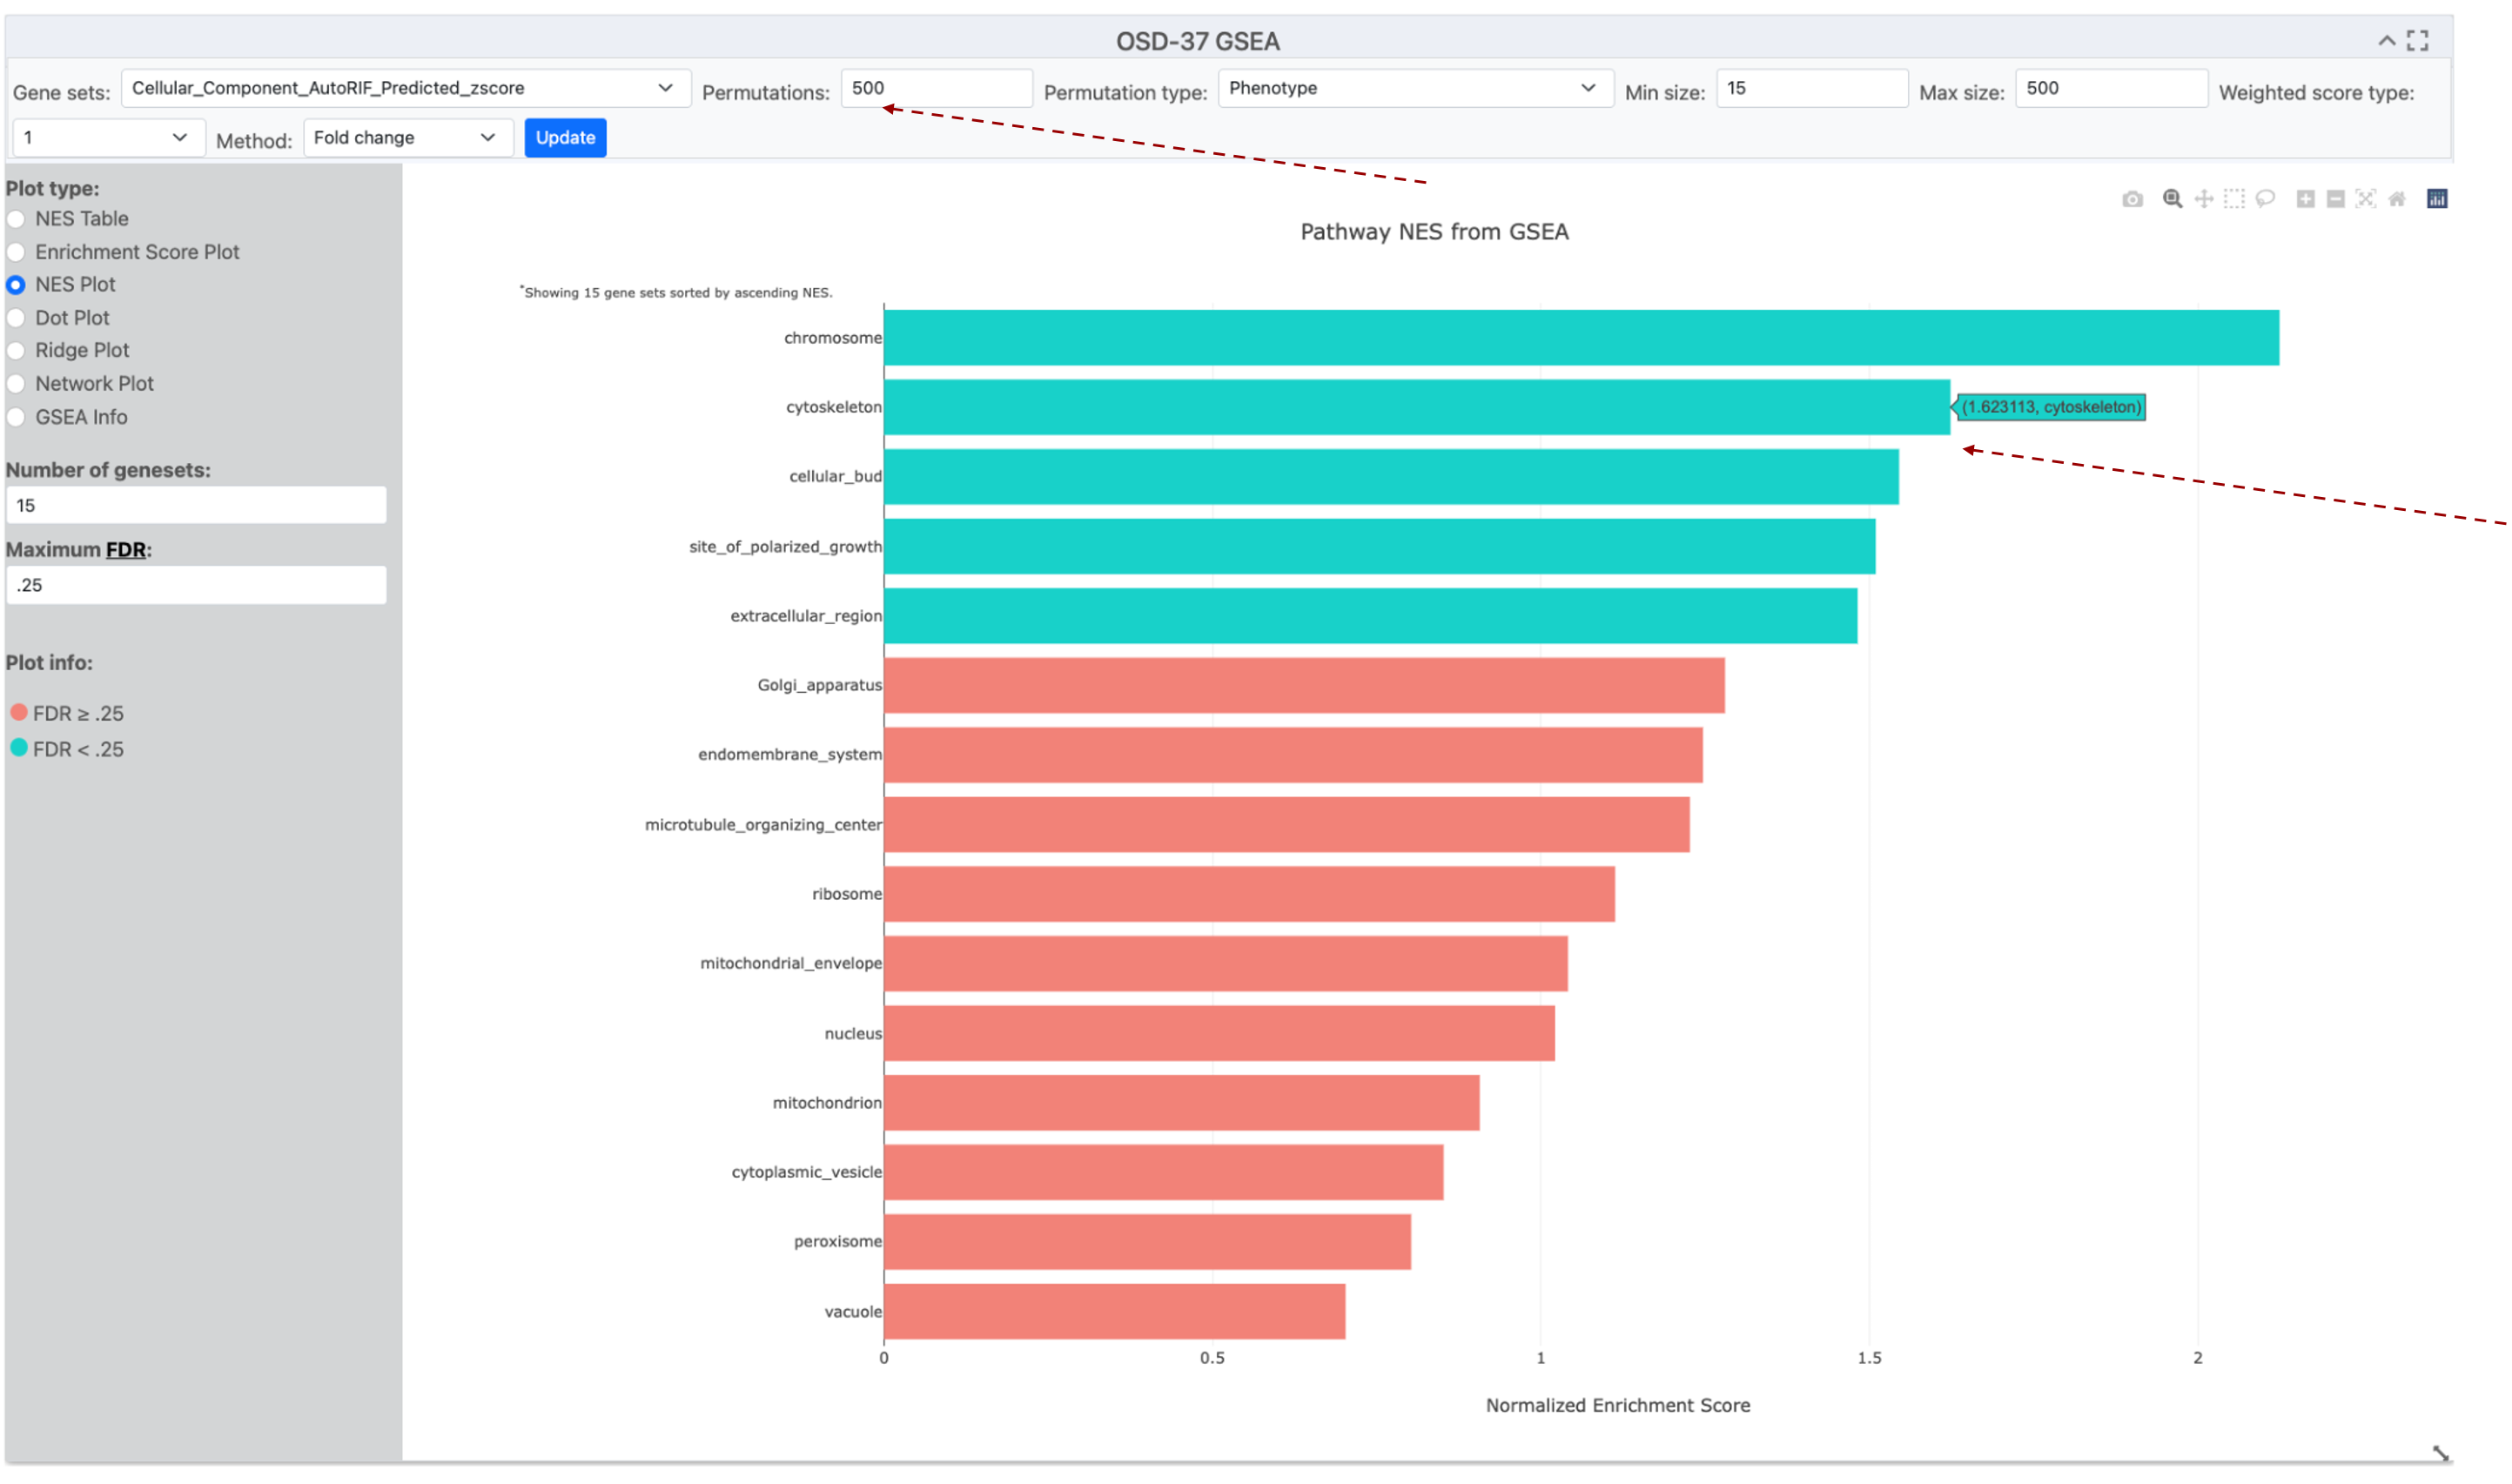 OSD-37 GSEA
Gene sets: Cellular_Component_AutoRIF_Predicted_zscore Permutations: 500 Permutation type: Phenotype Min size: 15 Max size: 500 Weighted score type:
1 Method: Fold change Update
Plot type:
NES Table
Enrichment Score Plot
NES Plot
Dot Plot
Ridge Plot
Network Plot
GSEA Info
Number of genesets:
15
Maximum FDR:
.25
Plot info:
FDR ≥ .25
FDR < .25
Pathway NES from GSEA
*Showing 15 gene sets sorted by ascending NES.
chromosome
cytoskeleton
(1.623113, cytoskeleton)
cellular_bud
site_of_polarized_growth
extracellular_region
Golgi_apparatus
endomembrane_system
microtubule_organizing_center
ribosome
mitochondrial_envelope
nucleus
mitochondrion
cytoplasmic_vesicle
peroxisome
vacuole
0 0.5 1 1.5 2
Normalized Enrichment Score